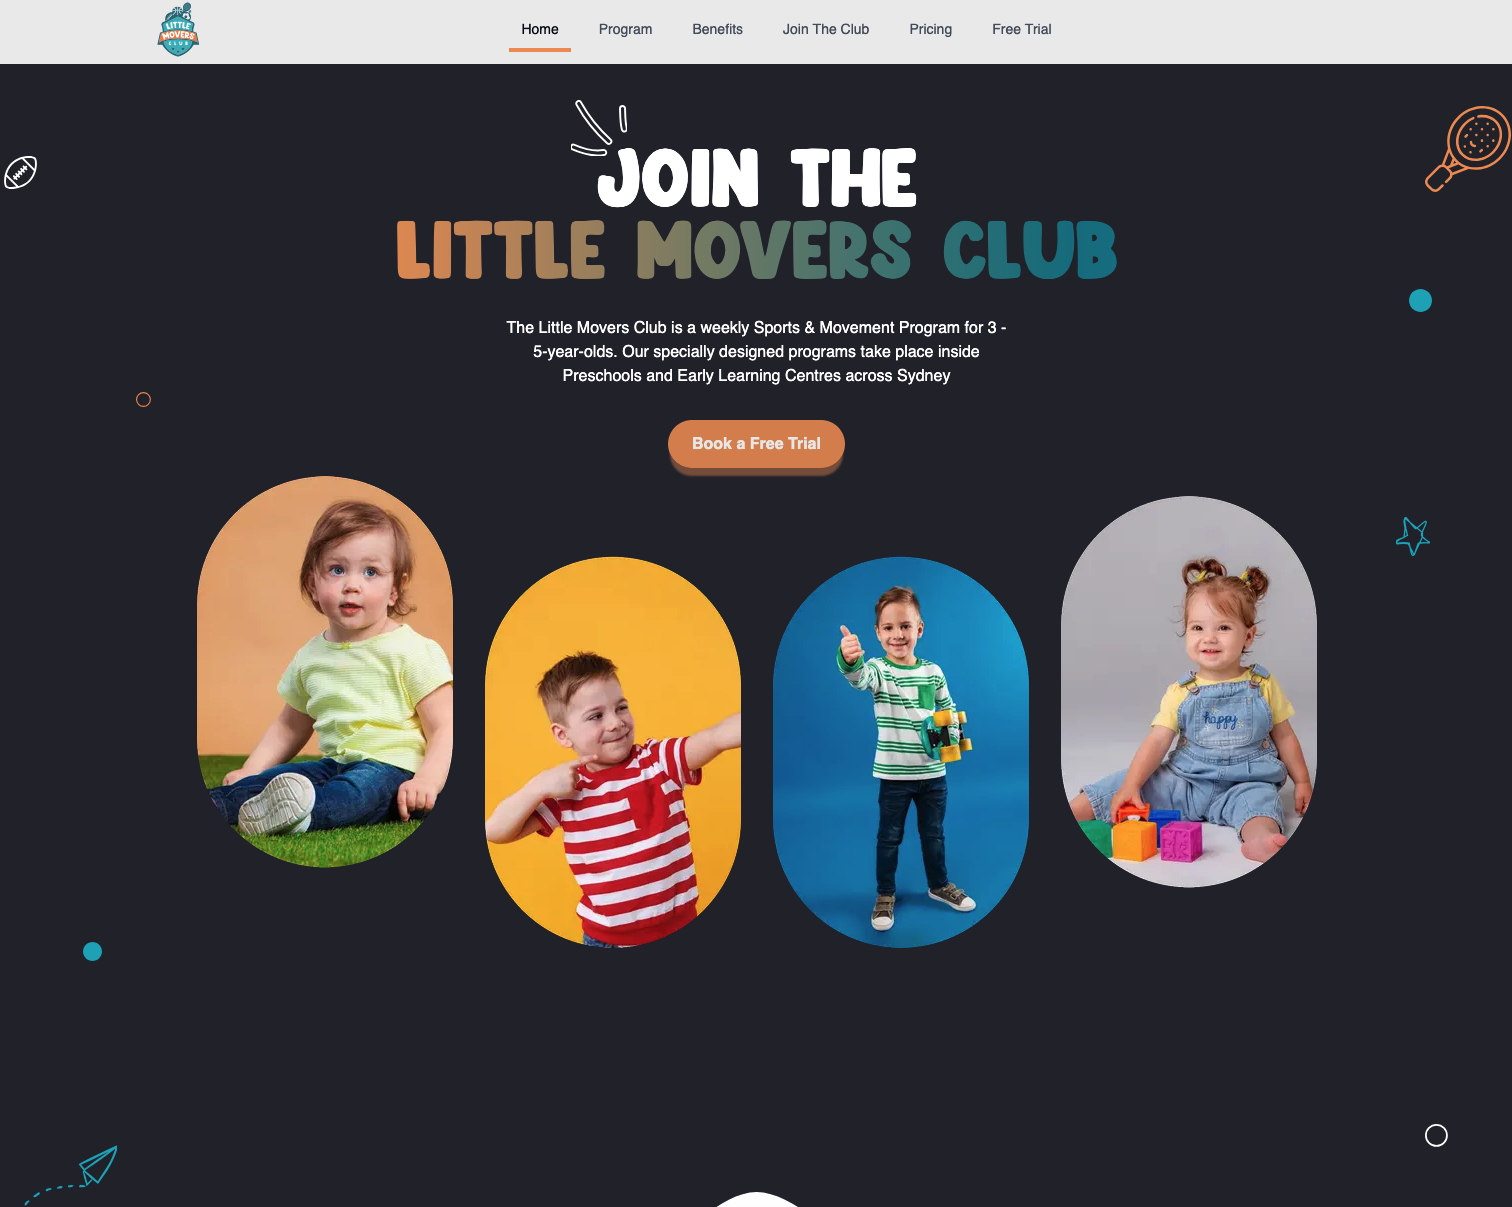 LITTLE
MOVERS
CLUB
Home
Program
Benefits
Join The Club
Pricing
Free Trial
JOIN THE
LITTLE MOVERS CLUB
The Little Movers Club is a weekly Sports & Movement Program for 3 -
5-year-olds. Our specially designed programs take place inside
Preschools and Early Learning Centres across Sydney
Book a Free Trial
happy